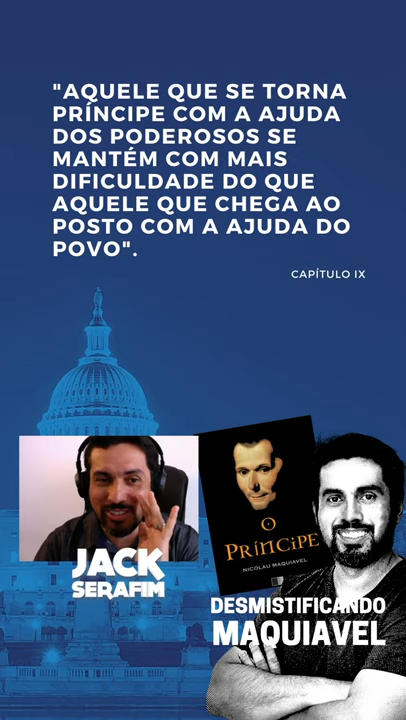 "AQUELE QUE SE TORNA
PRÍNCIPE COM A AJUDA
DOS PODEROSOS SE
MANTÉM COM MAIS
DIFICULDADE DO QUE
AQUELE QUE CHEGA AO
POSTO COM A AJUDA DO
POVO".
CAPÍTULO IX
O
PRÍNCIPE
NICOLAU MAQUIAVEL
JACK
SERAFIM
DESMISTIFICANDO
MAQUIAVEL